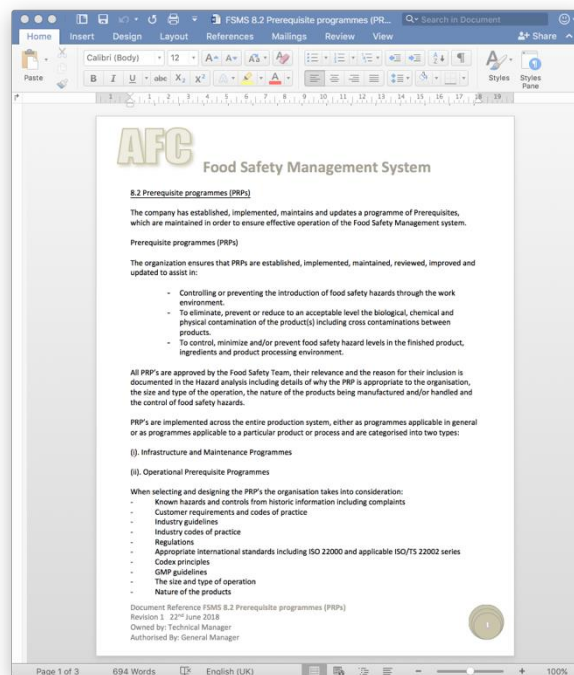 FSMS 8.2 Prerequisite programmes (PR...
Search in Document
Home Insert Design Layout References Mailings Review View Share
Calibri (Body) 12
Paste
B I U abc X₂ X²
Styles
Styles Pane
AFC
Food Safety Management System
8.2 Prerequisite programmes (PRPs)
The company has established, implemented, maintains and updates a programme of Prerequisites,
which are maintained in order to ensure effective operation of the Food Safety Management system.
Prerequisite programmes (PRPs)
The organization ensures that PRPs are established, implemented, maintained, reviewed, improved and
updated to assist in:
- Controlling or preventing the introduction of food safety hazards through the work
environment.
- To eliminate, prevent or reduce to an acceptable level the biological, chemical and
physical contamination of the product(s) including cross contaminations between
products.
- To control, minimize and/or prevent food safety hazard levels in the finished product,
ingredients and product processing environment.
All PRP's are approved by the Food Safety Team, their relevance and the reason for their inclusion is
documented in the Hazard analysis including details of why the PRP is appropriate to the organisation,
the size and type of the operation, the nature of the products being manufactured and/or handled and
the control of food safety hazards.
PRP's are implemented across the entire production system, either as programmes applicable in general
or as programmes applicable to a particular product or process and are categorised into two types:
(i). Infrastructure and Maintenance Programmes
(ii). Operational Prerequisite Programmes
When selecting and designing the PRP's the organisation takes into consideration:
- Known hazards and controls from historic information including complaints
- Customer requirements and codes of practice
- Industry guidelines
- Industry codes of practice
- Regulations
- Appropriate international standards including ISO 22000 and applicable ISO/TS 22002 series
- Codex principles
- GMP guidelines
- The size and type of operation
- Nature of the products
Document Reference FSMS 8.2 Prerequisite programmes (PRPs)
Revision 1 22nd June 2018
Owned by: Technical Manager
Authorised By: General Manager
1
Page 1 of 3 694 Words English (UK) 100%